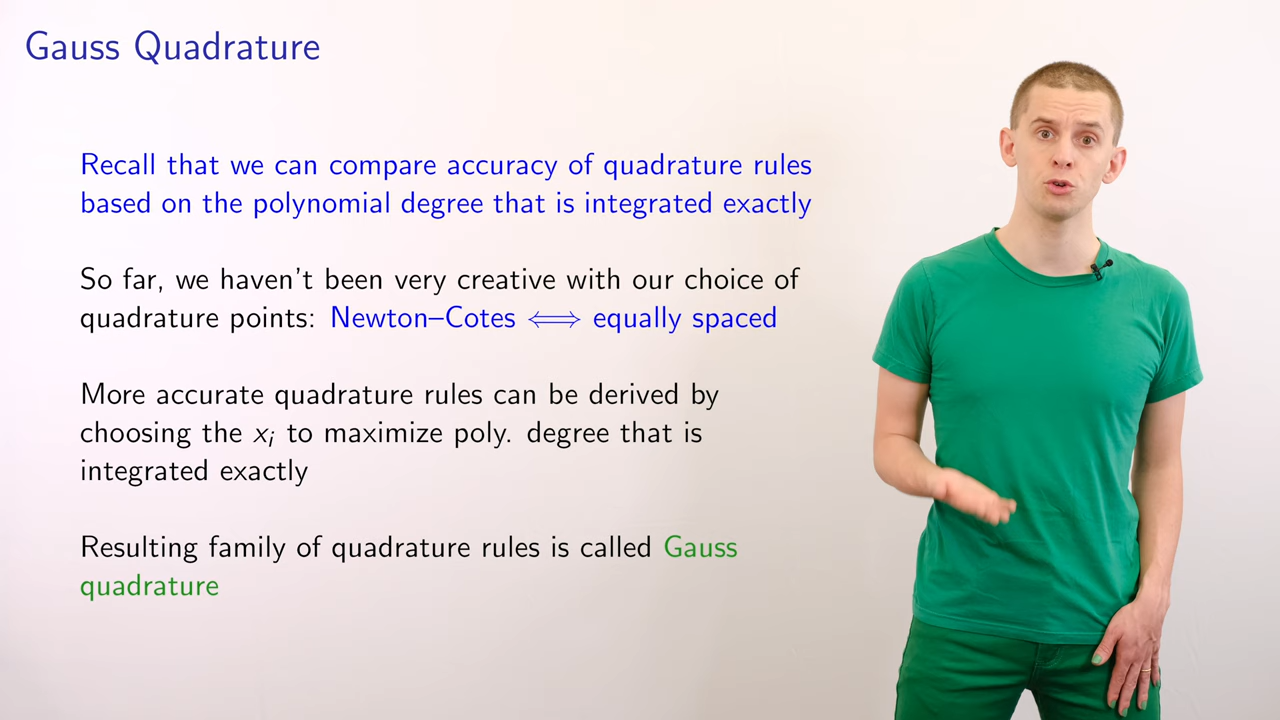 Gauss Quadrature
Recall that we can compare accuracy of quadrature rules
based on the polynomial degree that is integrated exactly
So far, we haven't been very creative with our choice of
quadrature points: Newton–Cotes ⟺ equally spaced
More accurate quadrature rules can be derived by
choosing the xᵢ to maximize poly. degree that is
integrated exactly
Resulting family of quadrature rules is called Gauss
quadrature